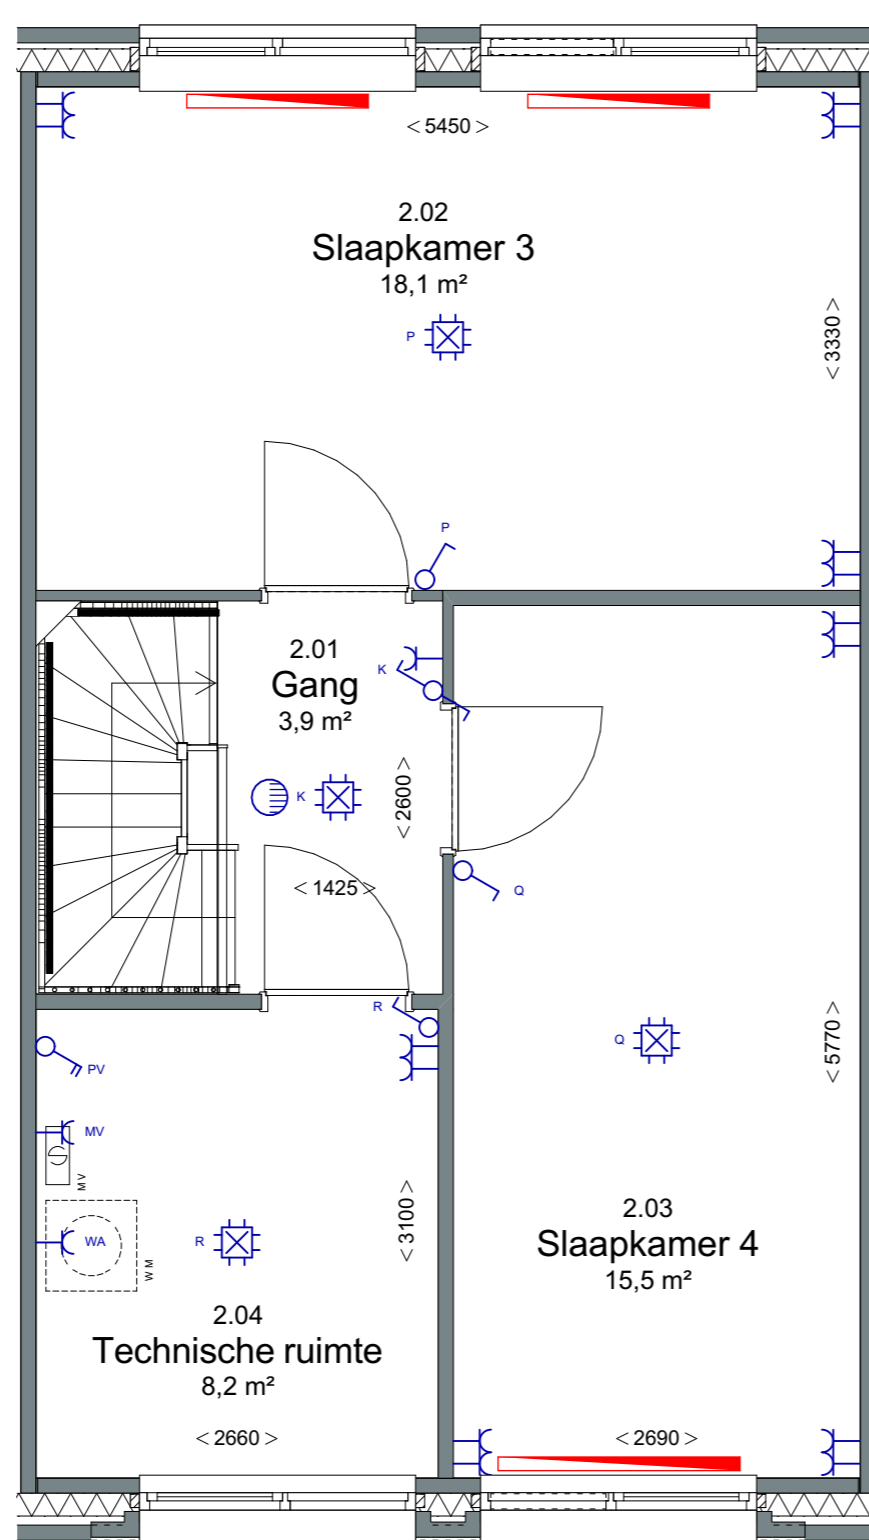 < 5450 >
2.02
Slaapkamer 3
18,1 m²
P
< 3330 >
P
2.01
Gang
3,9 m²
K
K
< 2600 >
< 1425 >
Q
R
PV
MV
MV
WA
WM
R
< 3100 >
Q
< 5770 >
2.03
Slaapkamer 4
15,5 m²
2.04
Technische ruimte
8,2 m²
< 2660 >
< 2690 >